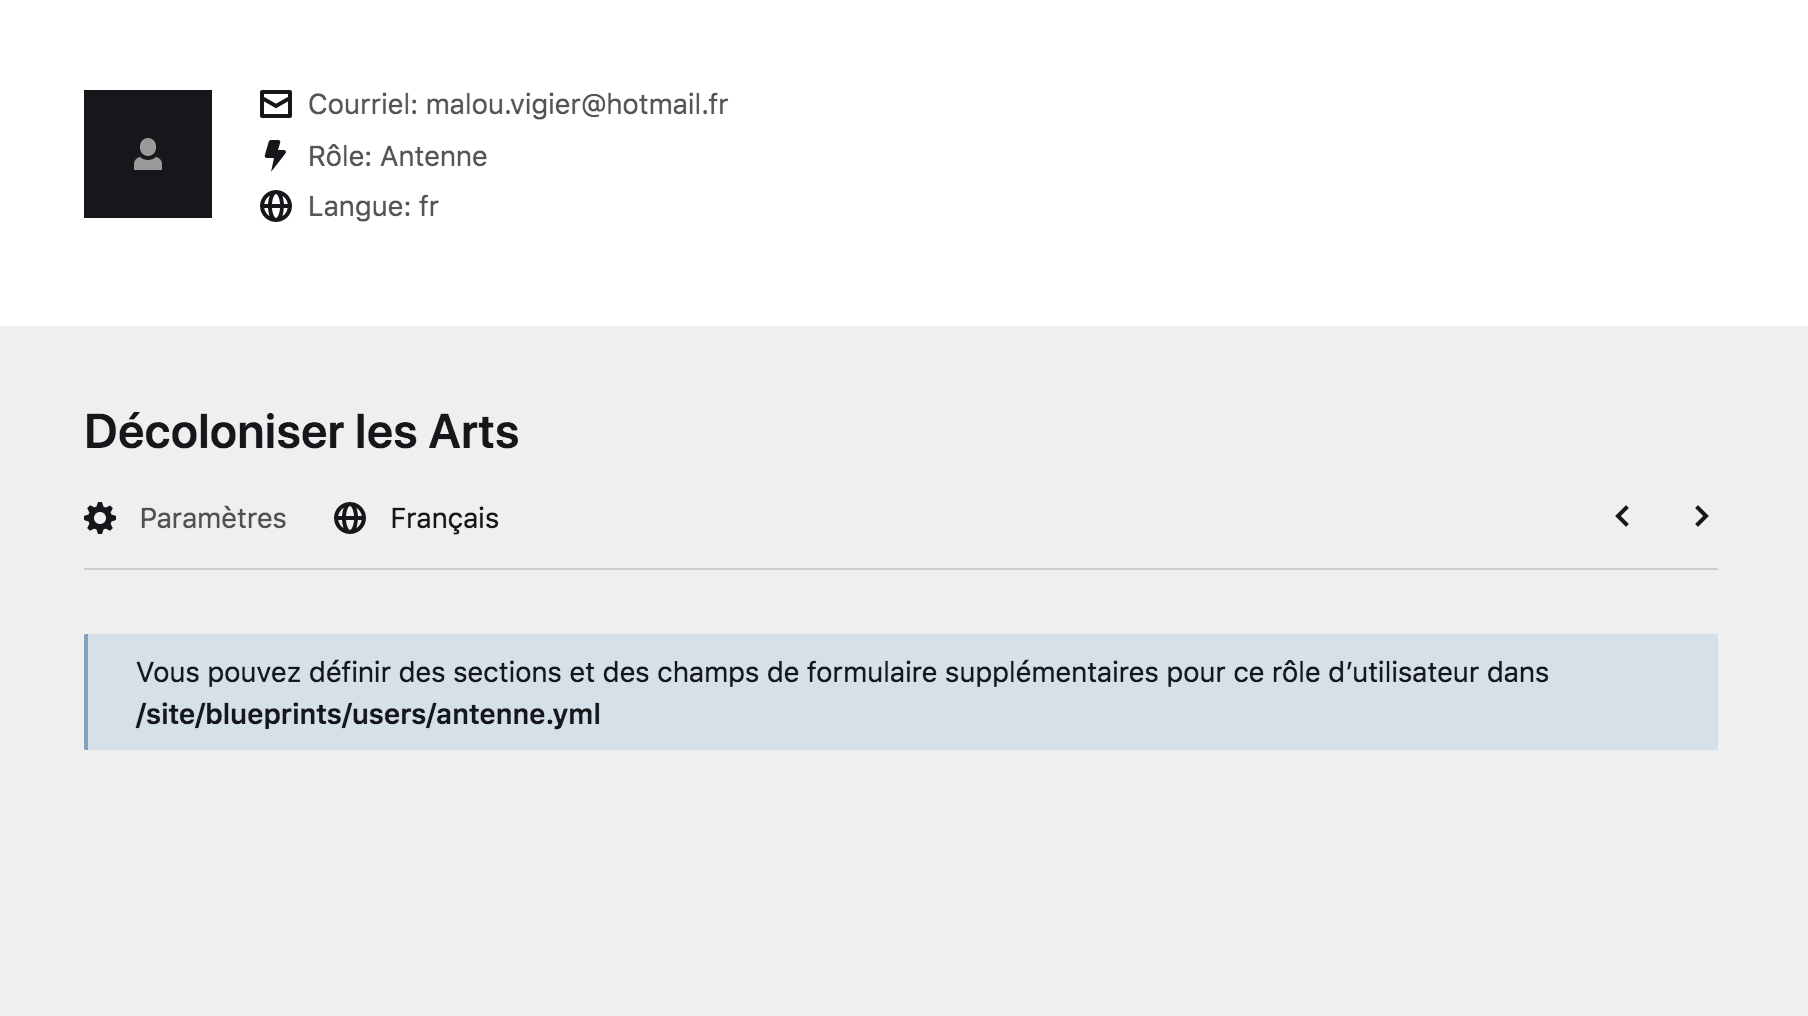 Courriel: malou.vigier@hotmail.fr
Rôle: Antenne
Langue: fr
Décoloniser les Arts
Paramètres Français
Vous pouvez définir des sections et des champs de formulaire supplémentaires pour ce rôle d’utilisateur dans
/site/blueprints/users/antenne.yml